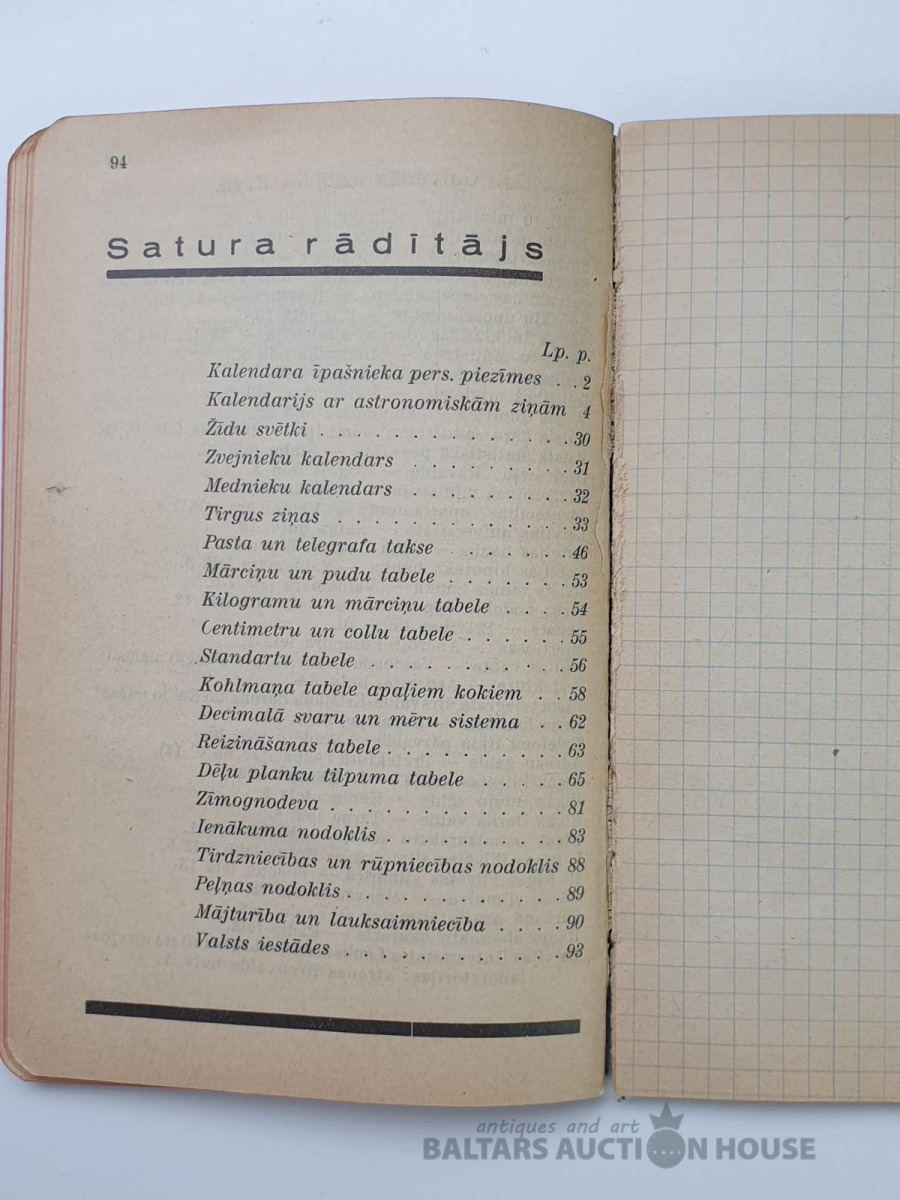 94
Satura rādītājs
Lp. p.
Kalendara īpašnieka pers. piezīmes . . 2
Kalendarijs ar astronomiskām ziņām 4
Žīdu svētki . . . . . . . . . . . . . . 30
Zvejnieku kalendars . . . . . . . . . 31
Mednieku kalendars . . . . . . . . . 32
Tirgus ziņas . . . . . . . . . . . . . 33
Pasta un telegrafa takse . . . . . . 46
Mārciņu un pudu tabele . . . . . . . 53
Kilogramu un mārciņu tabele . . . . 54
Centimetru un collu tabele . . . . . . 55
Standartu tabele . . . . . . . . . . 56
Kohlmaņa tabele apaļiem kokiem . . 58
Decimalā svaru un mēru sistema . . 62
Reizināšanas tabele . . . . . . . . . 63
Dēļu planku tilpuma tabele . . . . . 65
Zīmognodeva . . . . . . . . . . . . 81
Ienākuma nodoklis . . . . . . . . . . 83
Tirdzniecības un rūpniecības nodoklis 88
Peļņas nodoklis . . . . . . . . . . . 89
Mājturība un lauksaimniecība . . . . 90
Valsts iestādes . . . . . . . . . . . 93
antiques and art
BALTARS AUCTION HOUSE